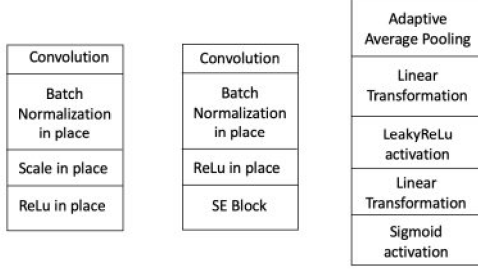 Convolution
Batch
Normalization
in place
Scale in place
ReLu in place
Convolution
Batch
Normalization
in place
ReLu in place
SE Block
Adaptive
Average Pooling
Linear
Transformation
LeakyReLu
activation
Linear
Transformation
Sigmoid
activation